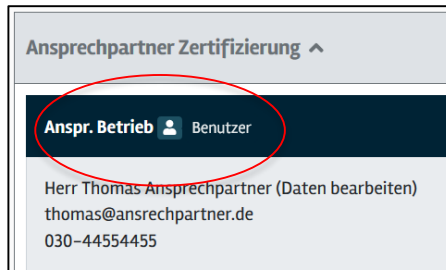 Ansprechpartner Zertifizierung
Anspr. Betrieb Benutzer
Herr Thomas Ansprechpartner (Daten bearbeiten)
thomas@ansrechpartner.de
030-44554455